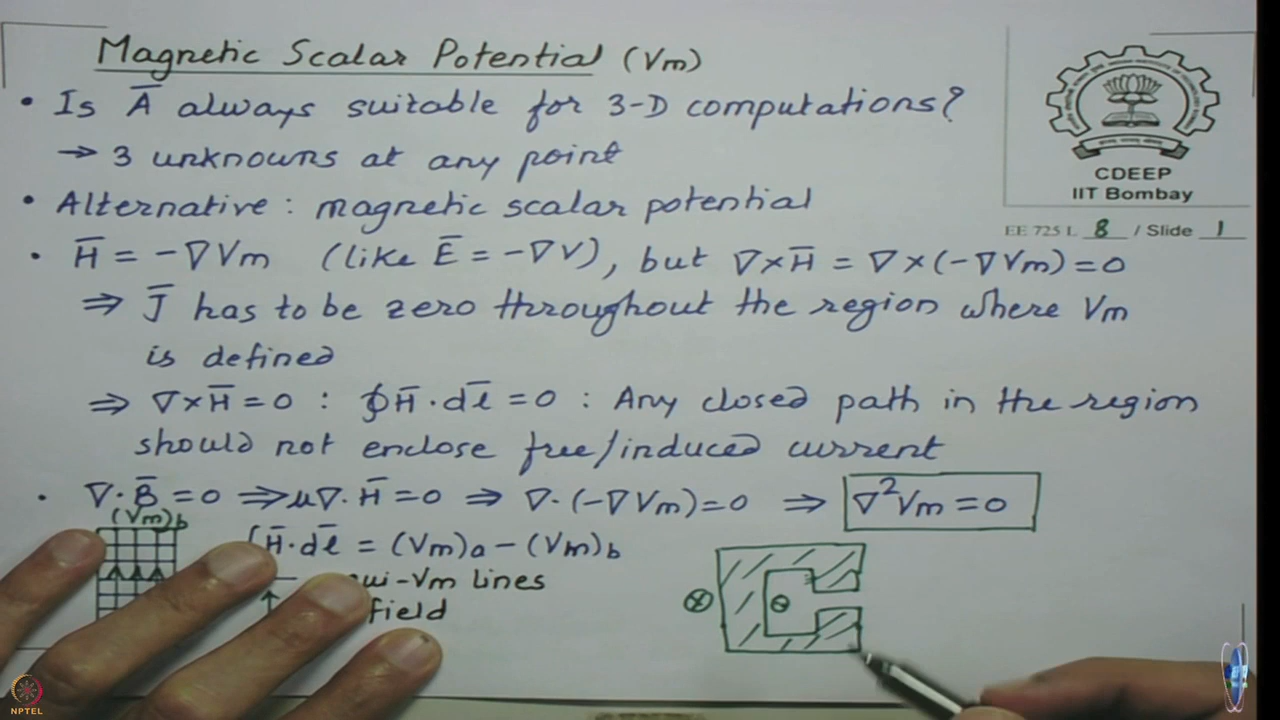 Magnetic Scalar Potential (Vm)
• Is A̅ always suitable for 3-D computations?
→ 3 unknowns at any point
• Alternative: magnetic scalar potential
• H̅ = -∇Vm (like E̅ = -∇V), but ∇×H̅ = ∇×(-∇Vm)=0
⇒ J̅ has to be zero throughout the region where Vm
is defined
⇒ ∇×H̅=0 : ∮H̅·dl̅=0 : Any closed path in the region
should not enclose free/induced current
• ∇·B̅=0 ⇒ μ∇·H̅=0 ⇒ ∇·(-∇Vm)=0 ⇒ ∇²Vm=0
(Vm)b
∫H̅·dl̅ = (Vm)a-(Vm)b
-Vm lines
field
CDEEP
IIT Bombay
EE 725 L 8 / Slide 1
NPTEL